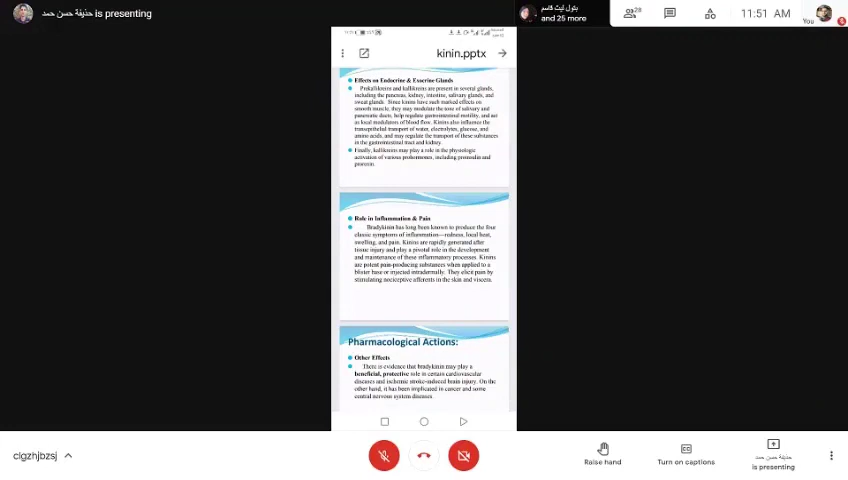 حذيفة حسن حمد is presenting
بتول ليث قاسم
and 25 more
28
11:51 AM
You
kinin.pptx
Effects on Endocrine & Exocrine Glands
Prekallikreins and kallikreins are present in several glands,
including the pancreas, kidney, intestine, salivary glands, and
sweat glands. Since kinins have such marked effects on
smooth muscle, they may modulate the tone of salivary and
pancreatic ducts, help regulate gastrointestinal motility, and act
as local modulators of blood flow. Kinins also influence the
transepithelial transport of water, electrolytes, glucose, and
amino acids, and may regulate the transport of these substances
in the gastrointestinal tract and kidney.
Finally, kallikreins may play a role in the physiologic
activation of various prohormones, including proinsulin and
prorenin.
Role in Inflammation & Pain
Bradykinin has long been known to produce the four
classic symptoms of inflammation—redness, local heat,
swelling, and pain. Kinins are rapidly generated after
tissue injury and play a pivotal role in the development
and maintenance of these inflammatory processes. Kinins
are potent pain-producing substances when applied to a
blister base or injected intradermally. They elicit pain by
stimulating nociceptive afferents in the skin and viscera.
Pharmacological Actions:
Other Effects
There is evidence that bradykinin may play a
beneficial, protective role in certain cardiovascular
diseases and ischemic stroke-induced brain injury. On the
other hand, it has been implicated in cancer and some
central nervous system diseases.
clgzhjbzsj
Raise hand
Turn on captions
حذيفة حسن حمد
is presenting